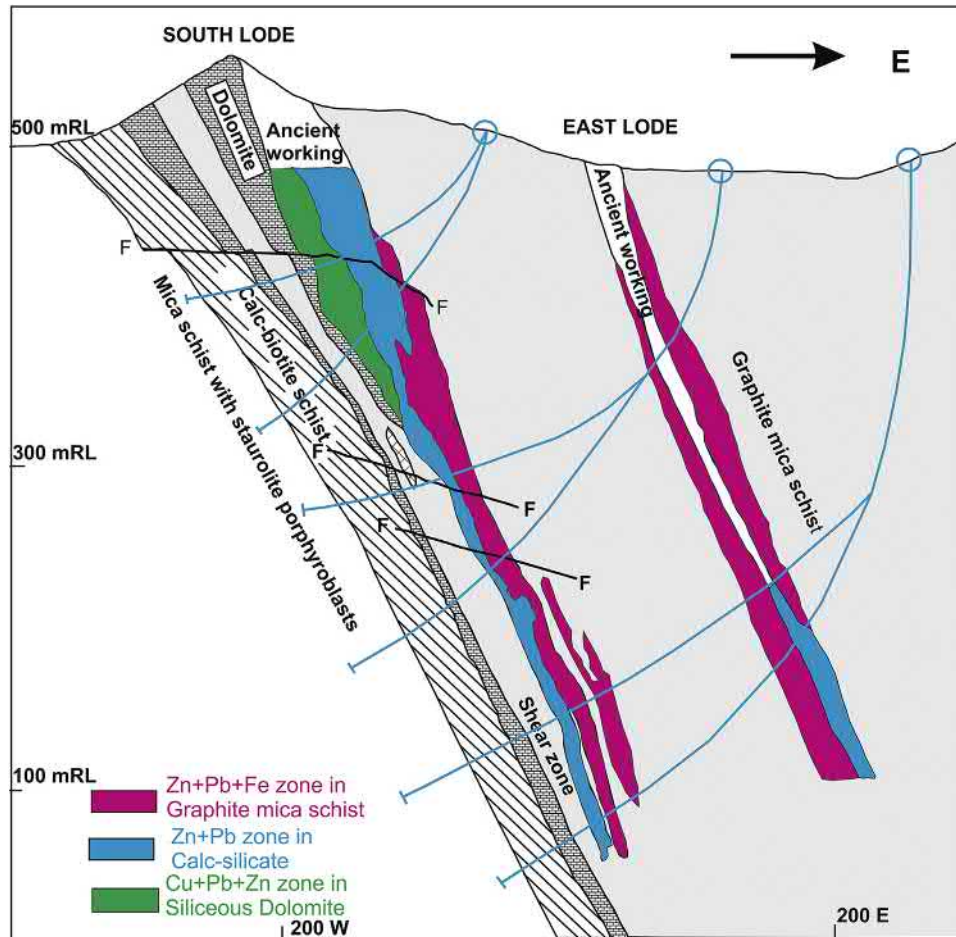 SOUTH LODE
E
500 mRL
Dolomite
Ancient
working
EAST LODE
Ancient working
F
F
Mica schist with staurolite porphyroblasts
Calc-biotite schist
Graphite mica schist
300 mRL
F
F
F
F
Shear zone
100 mRL
Zn+Pb+Fe zone in
Graphite mica schist
Zn+Pb zone in
Calc-silicate
Cu+Pb+Zn zone in
Siliceous Dolomite
200 W
200 E